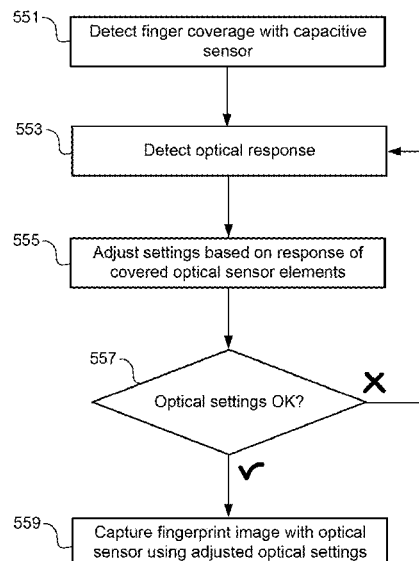 551
Detect finger coverage with capacitive
sensor
553
Detect optical response
555
Adjust settings based on response of
covered optical sensor elements
557
Optical settings OK?
559
Capture fingerprint image with optical
sensor using adjusted optical settings